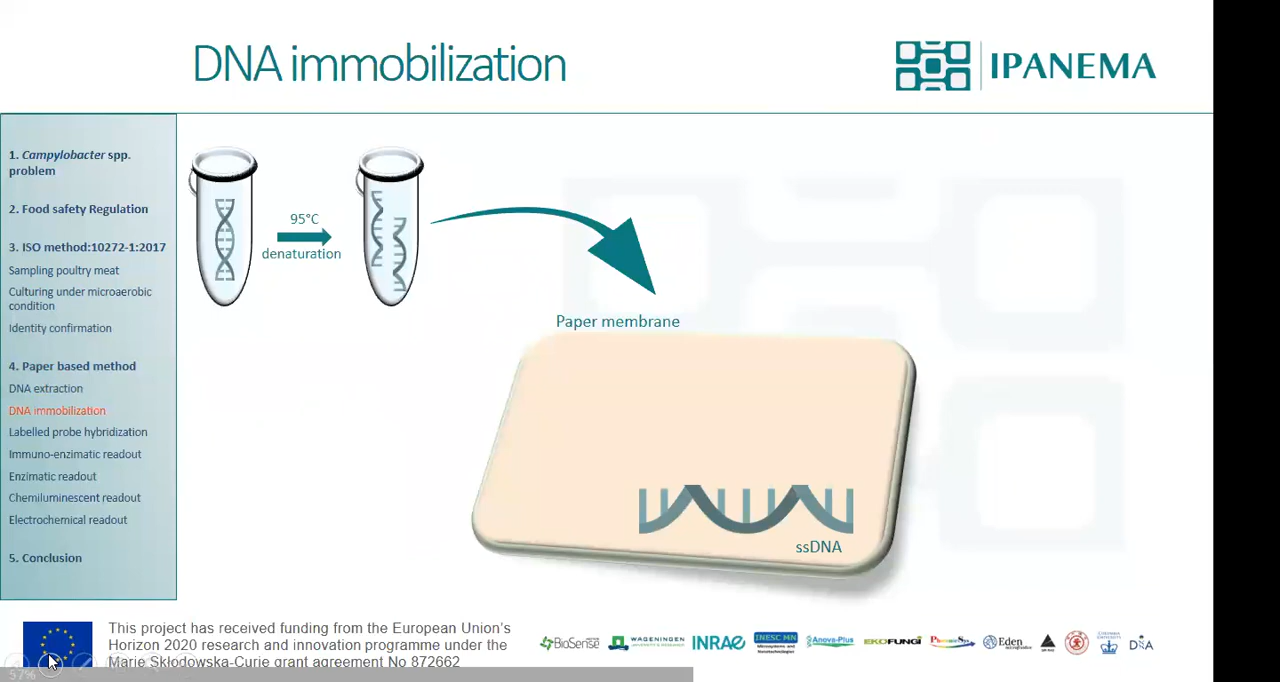 DNA immobilization
IPANEMA
1. Campylobacter spp.
problem
2. Food safety Regulation
3. ISO method:10272-1:2017
Sampling poultry meat
Culturing under microaerobic
condition
Identity confirmation
4. Paper based method
DNA extraction
DNA immobilization
Labelled probe hybridization
Immuno-enzimatic readout
Enzimatic readout
Chemiluminescent readout
Electrochemical readout
5. Conclusion
95°C
denaturation
Paper membrane
ssDNA
This project has received funding from the European Union's
Horizon 2020 research and innovation programme under the
Marie Skłodowska-Curie grant agreement No 872662
BioSense
WAGENINGEN
INRAE
INESC MN
Anova-Plus
EKOFUNGI
Eden
DNA
57%